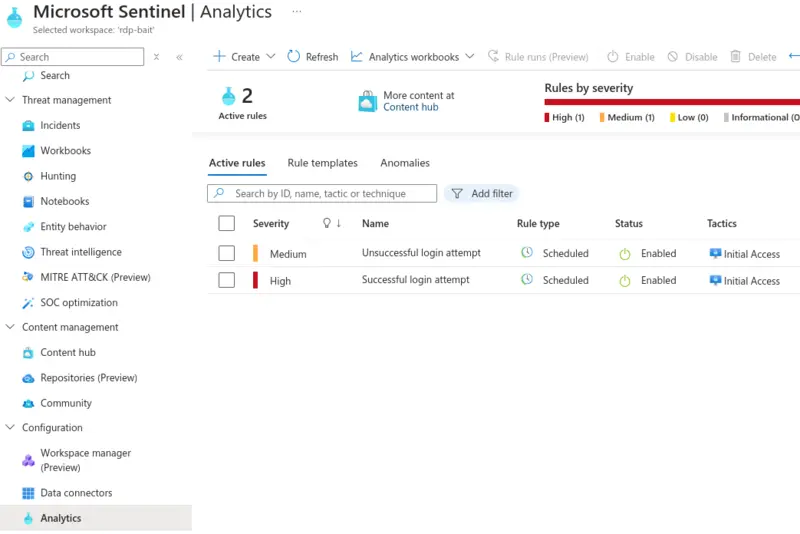 Microsoft Sentinel | Analytics ...
Selected workspace: 'rdp-bait'
Search
Search
Threat management
Incidents
Workbooks
Hunting
Notebooks
Entity behavior
Threat intelligence
MITRE ATT&CK (Preview)
SOC optimization
Content management
Content hub
Repositories (Preview)
Community
Configuration
Workspace manager
(Preview)
Data connectors
Analytics
Create Refresh Analytics workbooks Rule runs (Preview) Enable Disable Delete
2
Active rules
More content at
Content hub
Rules by severity
High (1) Medium (1) Low (0) Informational (0
Active rules Rule templates Anomalies
Search by ID, name, tactic or technique Add filter
Severity Name Rule type Status Tactics
Medium Unsuccessful login attempt Scheduled Enabled Initial Access
High Successful login attempt Scheduled Enabled Initial Access